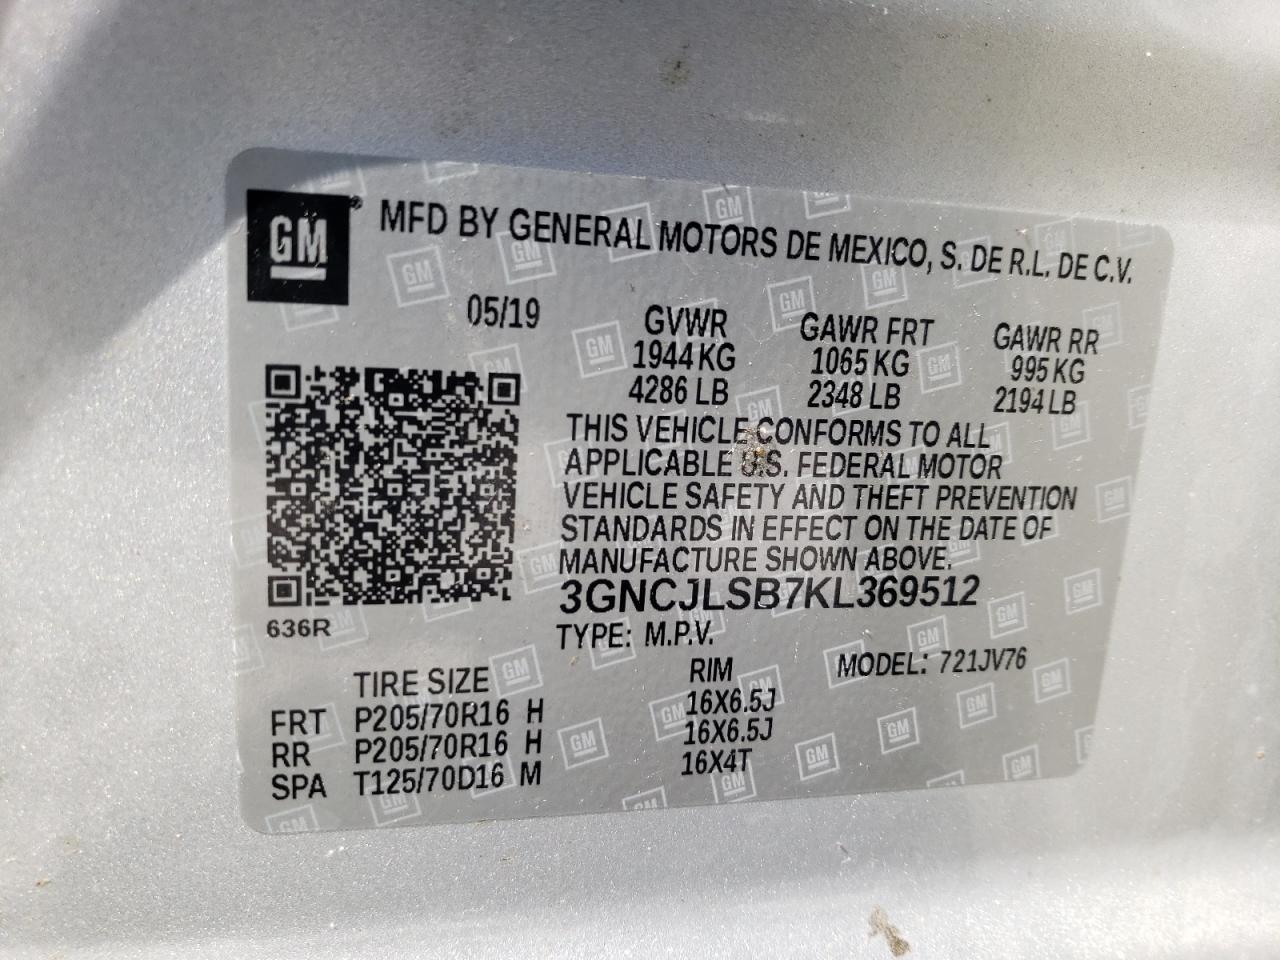 GM ® MFD BY GENERAL MOTORS DE MEXICO, S. DE R.L. DE C.V.
05/19
GVWR GAWR FRT GAWR RR
1944 KG 1065 KG 995 KG
4286 LB 2348 LB 2194 LB
THIS VEHICLE CONFORMS TO ALL
APPLICABLE U.S. FEDERAL MOTOR
VEHICLE SAFETY AND THEFT PREVENTION
STANDARDS IN EFFECT ON THE DATE OF
MANUFACTURE SHOWN ABOVE.
3GNCJLSB7KL369512
636R
TYPE: M.P.V.
MODEL: 721JV76
TIRE SIZE RIM
FRT P205/70R16 H 16X6.5J
RR P205/70R16 H 16X6.5J
SPA T125/70D16 M 16X4T